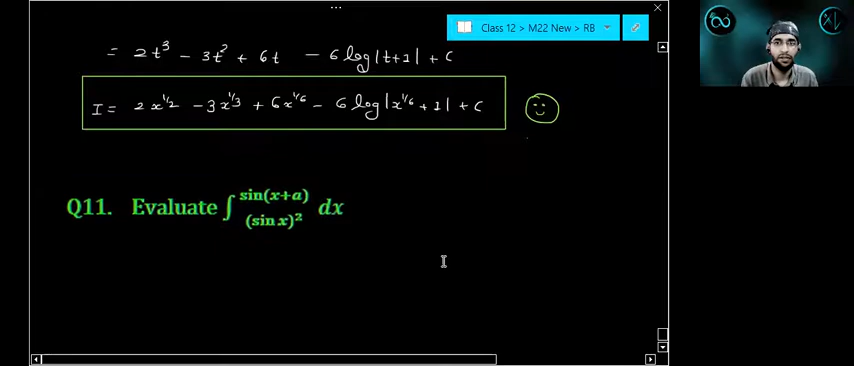 ...
Class 12 > M22 New > RB
= 2t³ - 3t² + 6t - 6 log|t+1| + C
I = 2x^{1/2} - 3x^{1/3} + 6x^{1/6} - 6 log|x^{1/6} + 1| + C
Q11. Evaluate ∫ sin(x+a) / (sin x)² dx